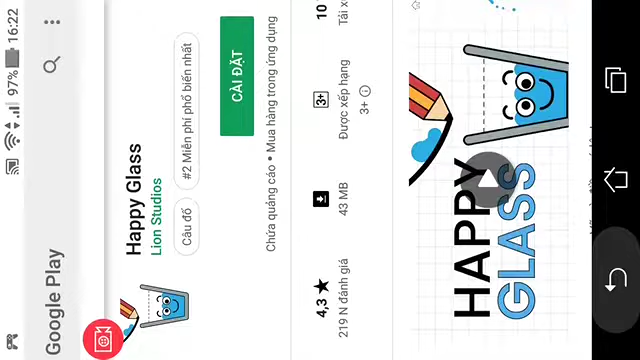 97% 16:22
Google Play
Happy Glass
Lion Studios
Câu đố
#2 Miễn phí phổ biến nhất
CÀI ĐẶT
Chứa quảng cáo • Mua hàng trong ứng dụng
4,3 ★
219 N đánh giá
43 MB
3+
Được xếp hạng
3+
10
Tải
HAPPY
GLASS